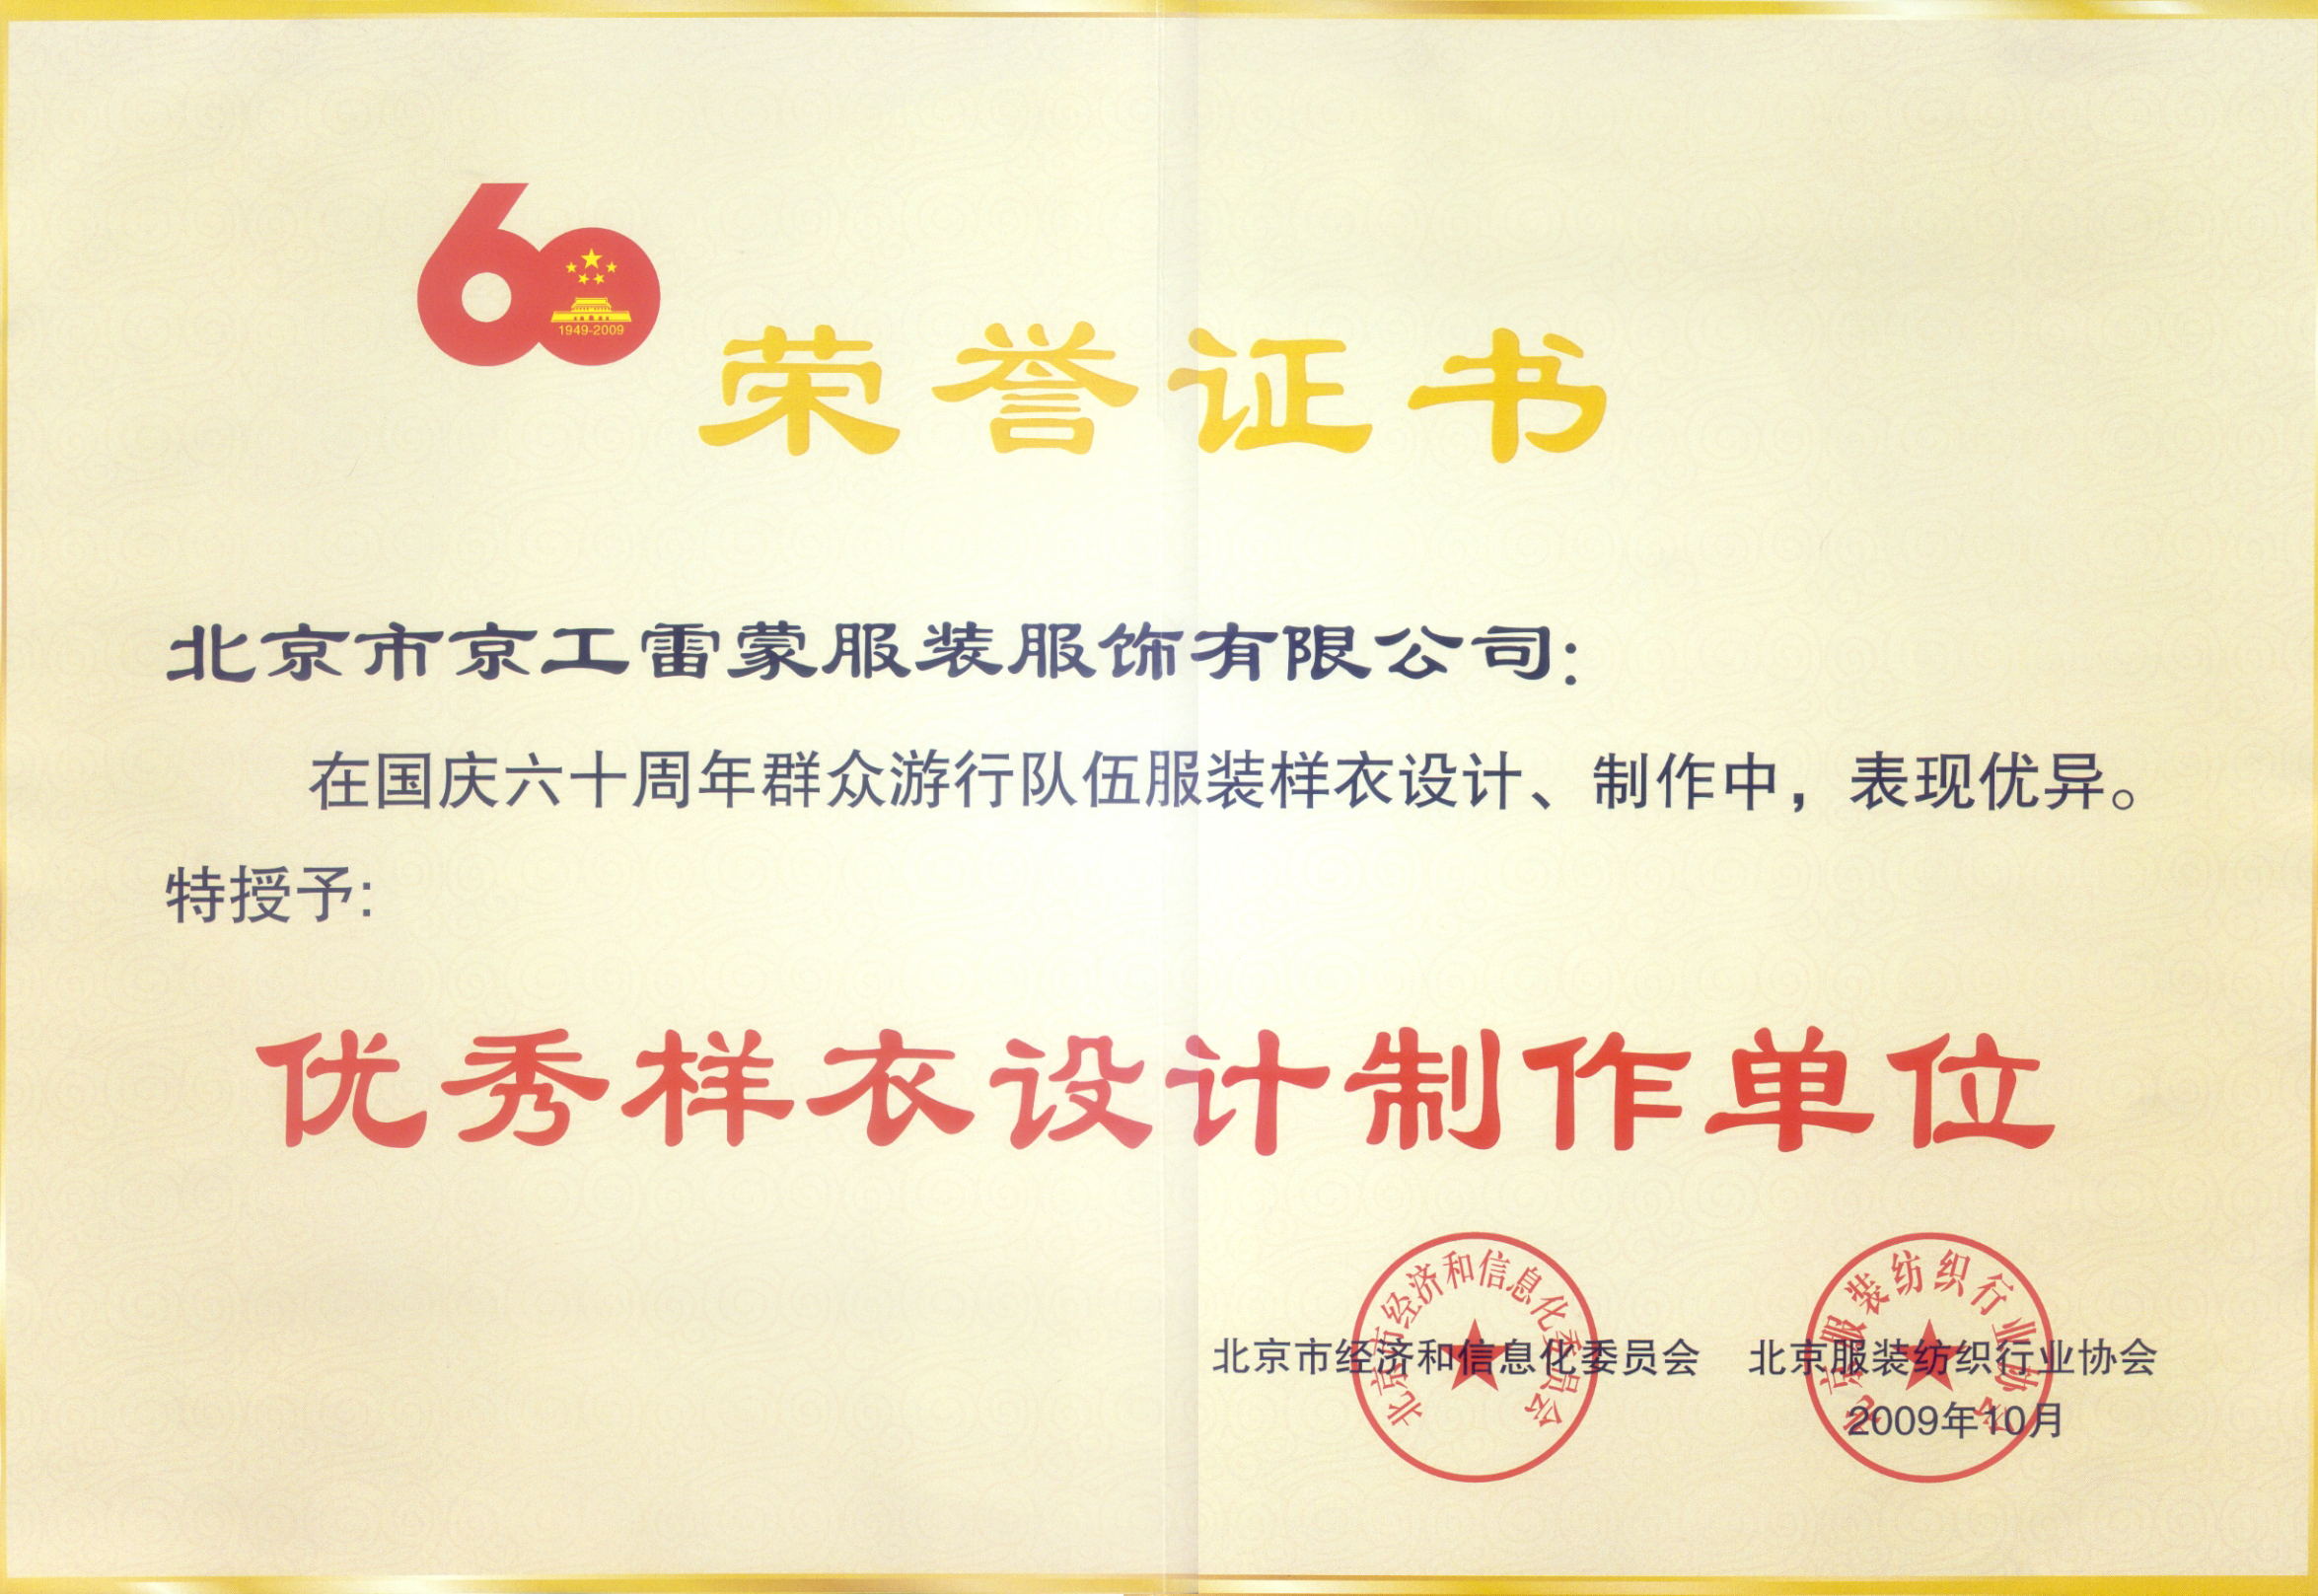 60
1949-2009
荣誉证书
北京市京工雷蒙服装服饰有限公司:
在国庆六十周年群众游行队伍服装样衣设计、制作中，表现优异。
特授予:
优秀样衣设计制作单位
北京市经济和信息化委员会
北京服装纺织行业协会
北京市经济和信息化委员会 北京服装纺织行业协会
2009年10月